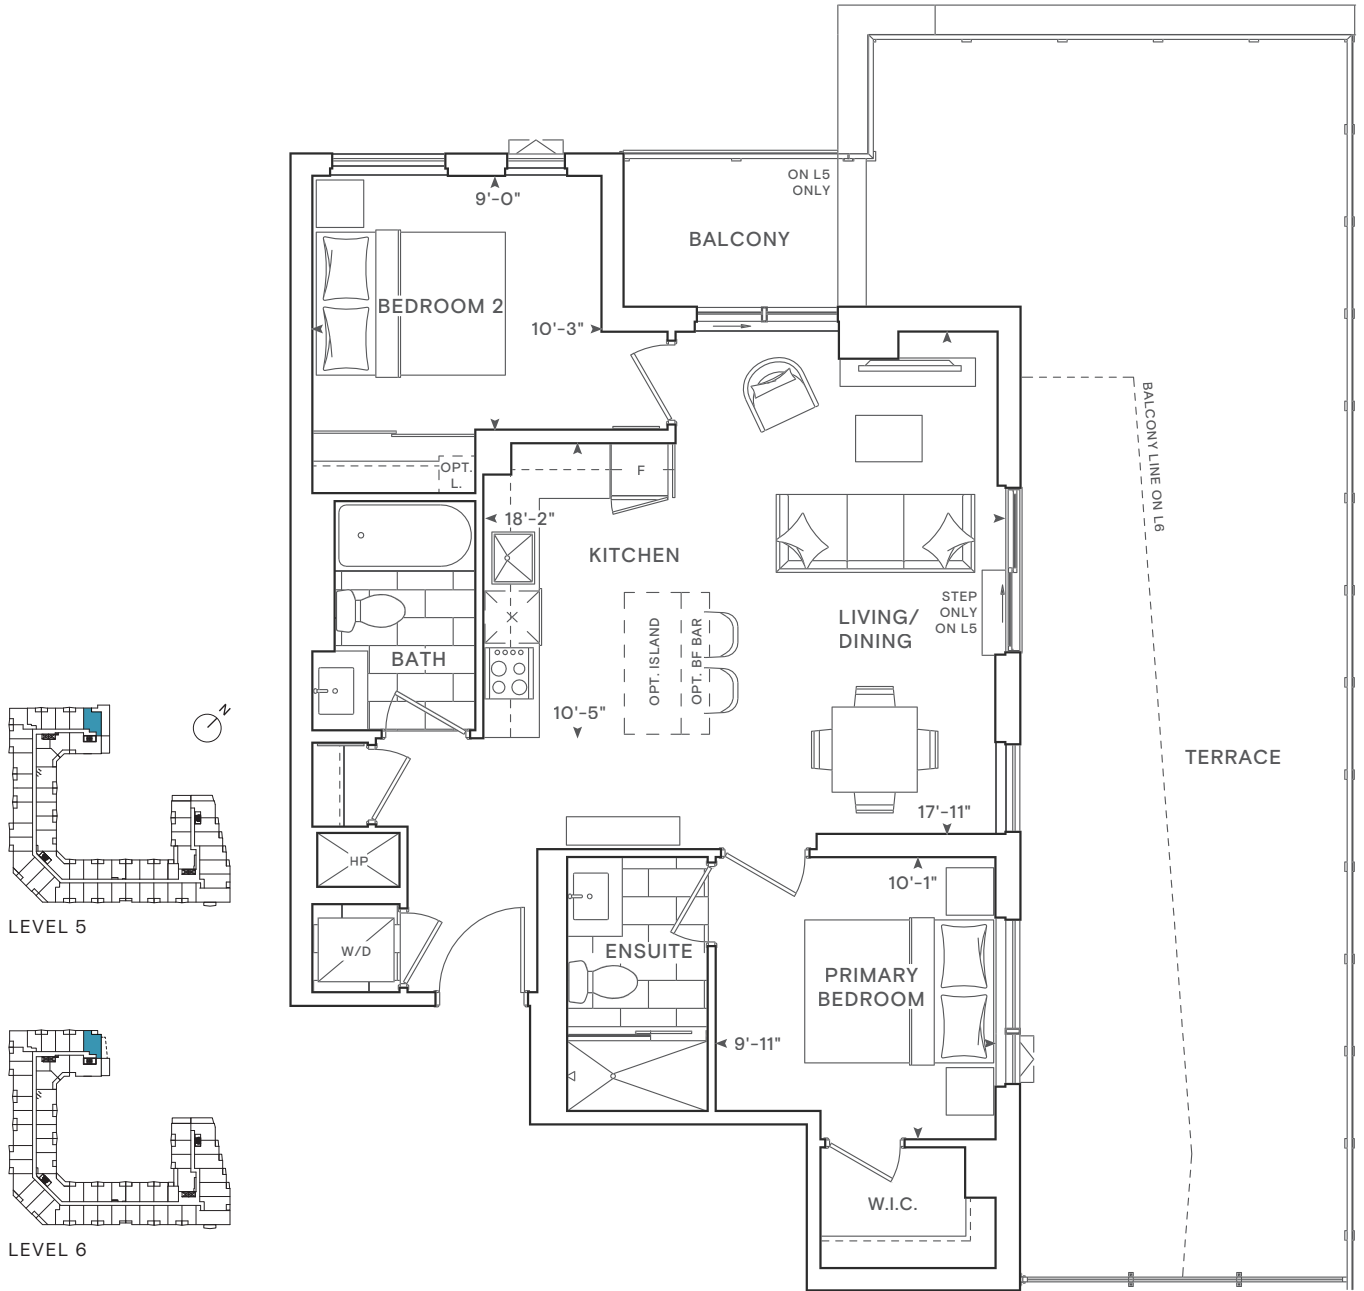 ON L5
ONLY
9'-0"
BALCONY
BEDROOM 2
10'-3"
BALCONY LINE ON L6
OPT.
L.
F
18'-2"
KITCHEN
STEP
ONLY
ON L5
LIVING/
DINING
OPT. ISLAND
OPT. BF BAR
BATH
10'-5"
N
TERRACE
17'-11"
HP
10'-1"
LEVEL 5
W/D
ENSUITE
PRIMARY
BEDROOM
9'-11"
W.I.C.
LEVEL 6